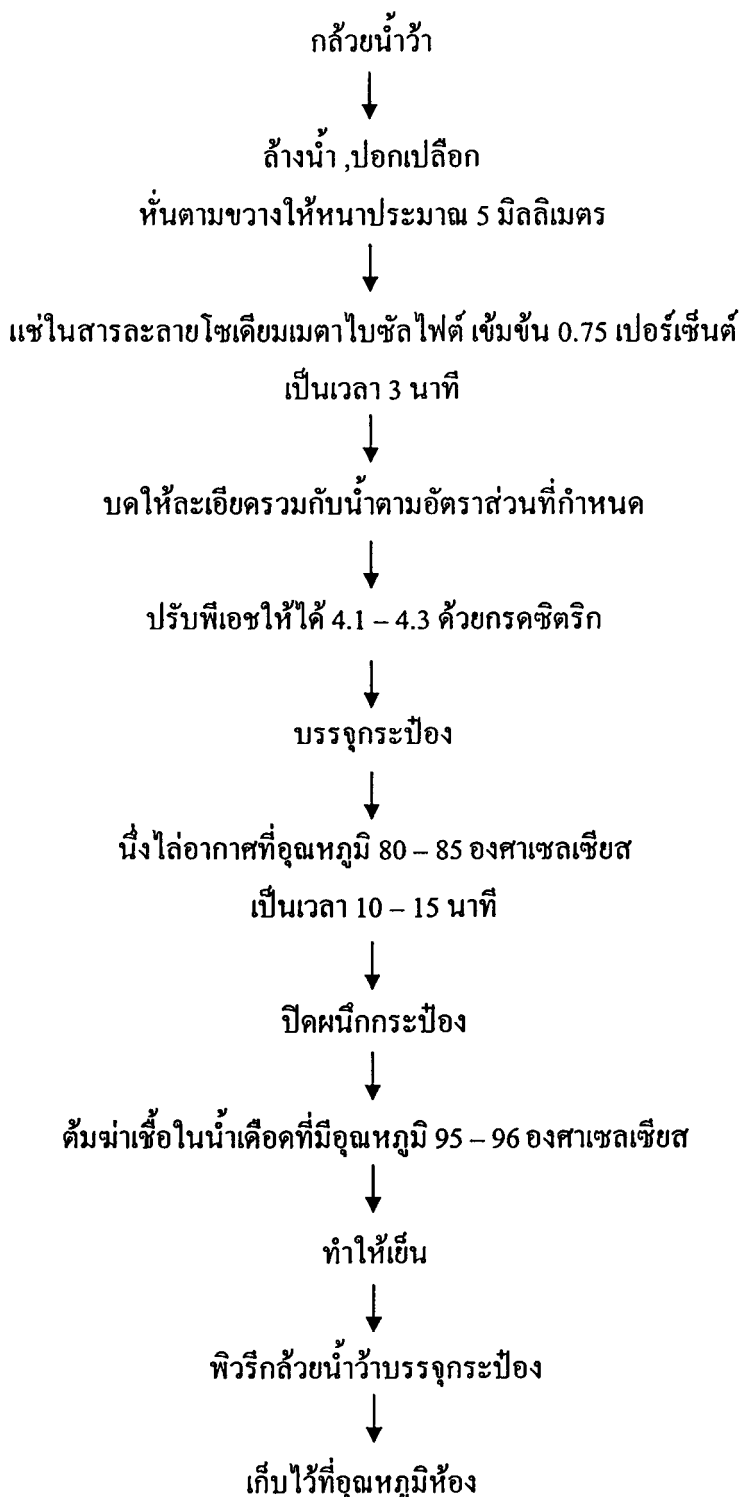 กล้วยน้ำว้า
ล้างน้ำ ,ปอกเปลือก
หั่นตามขวางให้หนาประมาณ 5 มิลลิเมตร
แช่ในสารละลายโซเดียมเมตาไบซัลไฟต์ เข้มข้น 0.75 เปอร์เซ็นต์
เป็นเวลา 3 นาที
บดให้ละเอียดรวมกับน้ำตามอัตราส่วนที่กำหนด
ปรับพีเอชให้ได้ 4.1 – 4.3 ด้วยกรดซิตริก
บรรจุกระป๋อง
นึ่งไล่อากาศที่อุณหภูมิ 80 – 85 องศาเซลเซียส
เป็นเวลา 10 – 15 นาที
ปิดผนึกกระป๋อง
ต้มฆ่าเชื้อในน้ำเดือดที่มีอุณหภูมิ 95 – 96 องศาเซลเซียส
ทำให้เย็น
พิวรีกล้วยน้ำว้าบรรจุกระป๋อง
เก็บไว้ที่อุณหภูมิห้อง